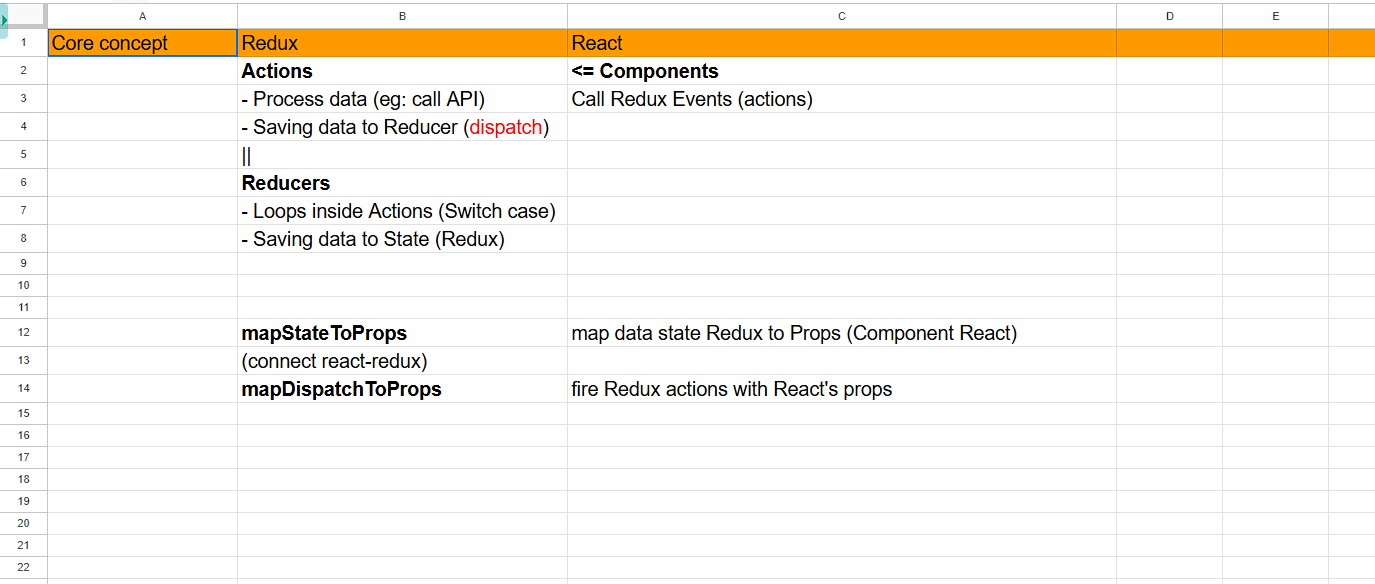 A B C D E
1 Core concept Redux React
2 Actions <= Components
3 - Process data (eg: call API) Call Redux Events (actions)
4 - Saving data to Reducer (dispatch)
5 ||
6 Reducers
7 - Loops inside Actions (Switch case)
8 - Saving data to State (Redux)
9
10
11
12 mapStateToProps map data state Redux to Props (Component React)
13 (connect react-redux)
14 mapDispatchToProps fire Redux actions with React's props
15
16
17
18
19
20
21
22